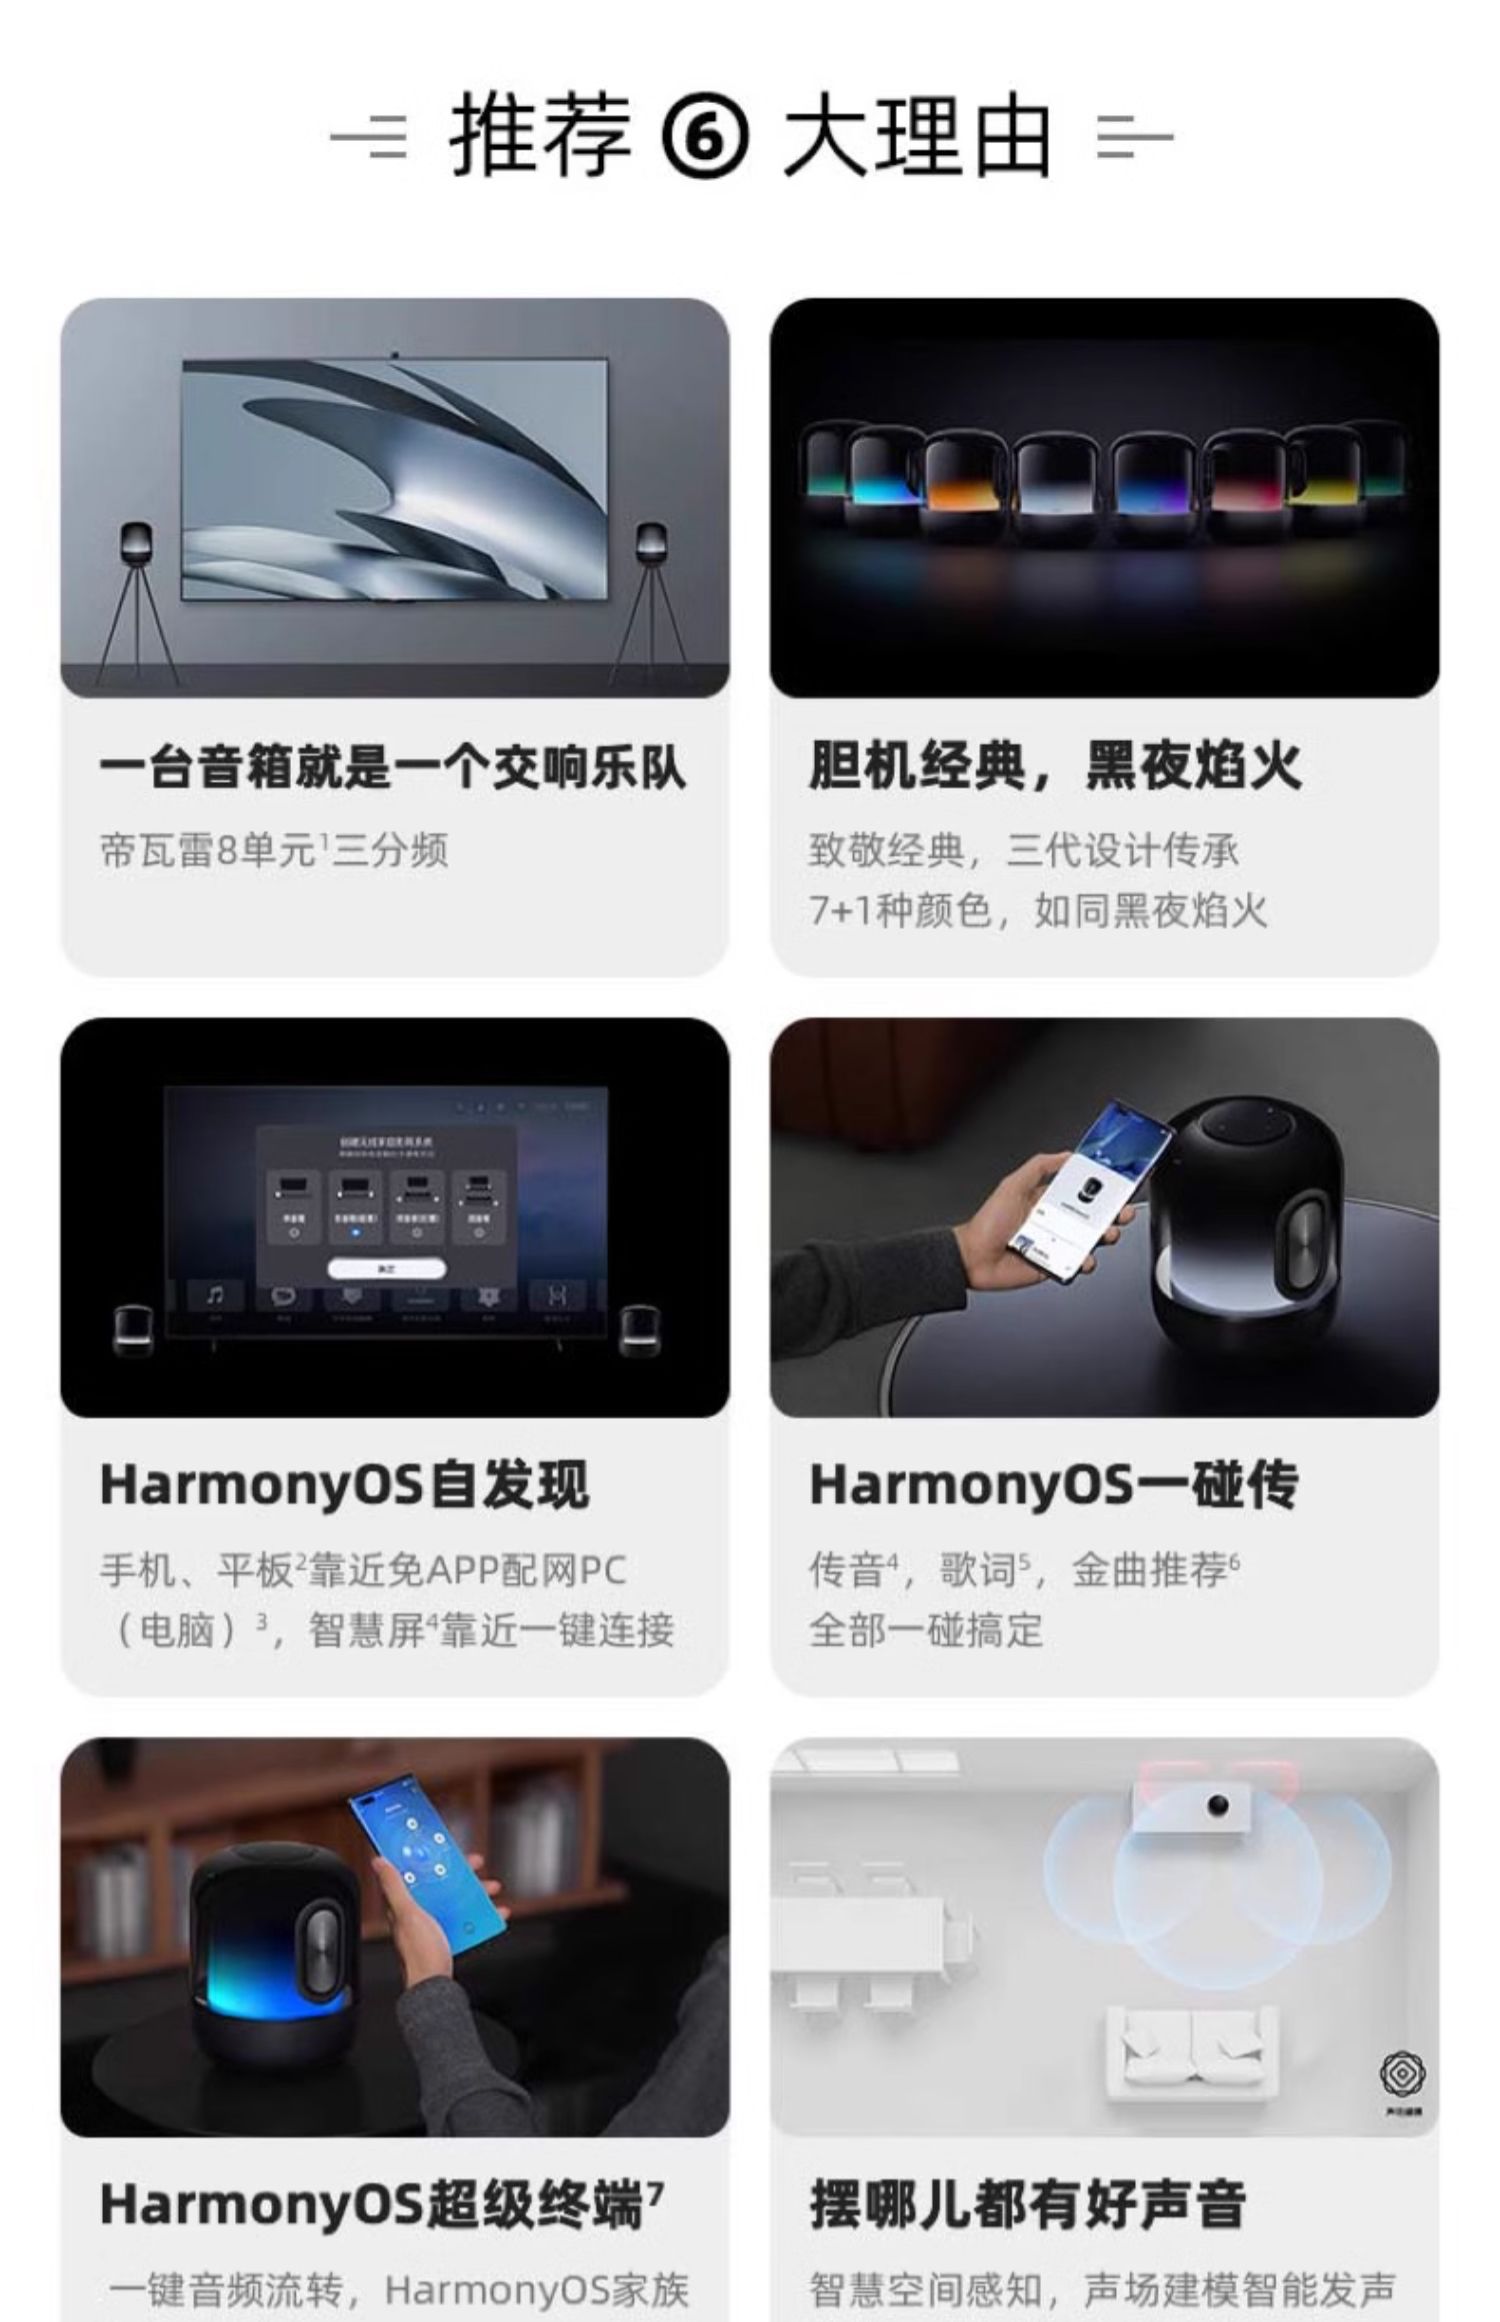 推荐 ⑥ 大理由
一台音箱就是一个交响乐队
帝瓦雷8单元¹三分频
胆机经典，黑夜焰火
致敬经典，三代设计传承
7+1种颜色，如同黑夜焰火
HarmonyOS自发现
手机、平板²靠近免APP配网PC
（电脑）³，智慧屏⁴靠近一键连接
HarmonyOS一碰传
传音⁴，歌词⁵，金曲推荐⁶
全部一碰搞定
HarmonyOS超级终端⁷
一键音频流转，HarmonyOS家族
摆哪儿都有好声音
智慧空间感知，声场建模智能发声